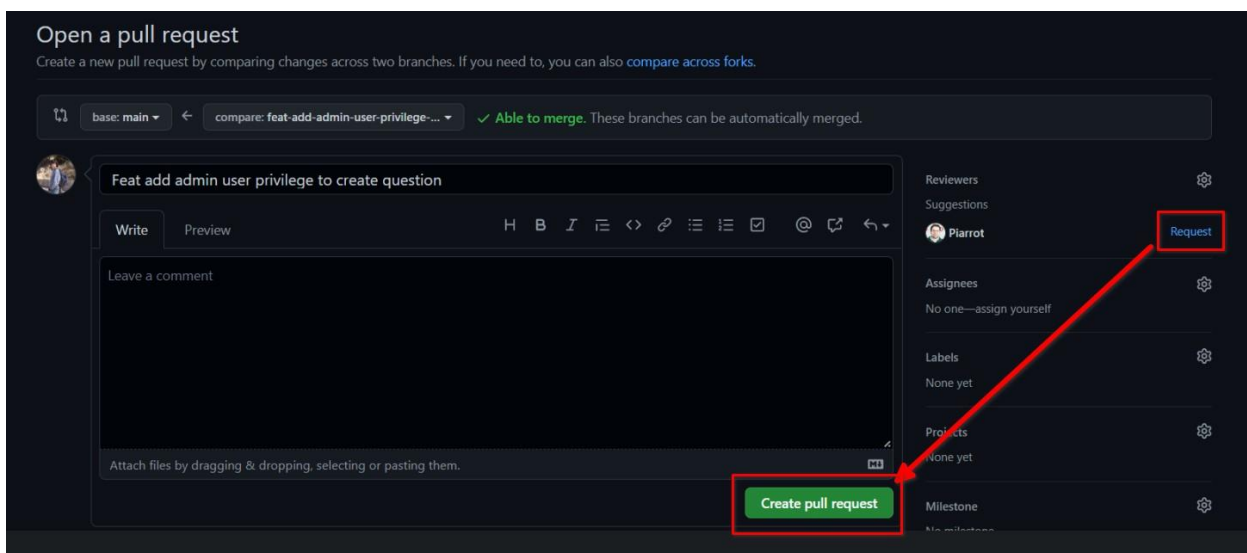 Open a pull request
Create a new pull request by comparing changes across two branches. If you need to, you can also compare across forks.
base: main ← compare: feat-add-admin-user-privilege-... ✓ Able to merge. These branches can be automatically merged.
Feat add admin user privilege to create question
Write Preview
Leave a comment
Attach files by dragging & dropping, selecting or pasting them.
Create pull request
Reviewers
Suggestions
Piarrot Request
Assignees
No one—assign yourself
Labels
None yet
Projects
None yet
Milestone
No milestone